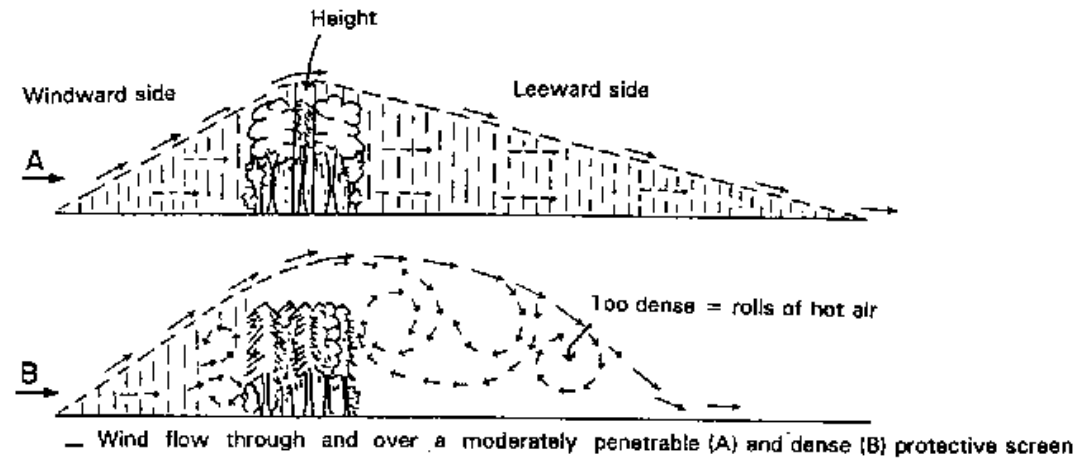 Height
Windward side
Leeward side
A
Too dense = rolls of hot air
B
— Wind flow through and over a moderately penetrable (A) and dense (B) protective screen